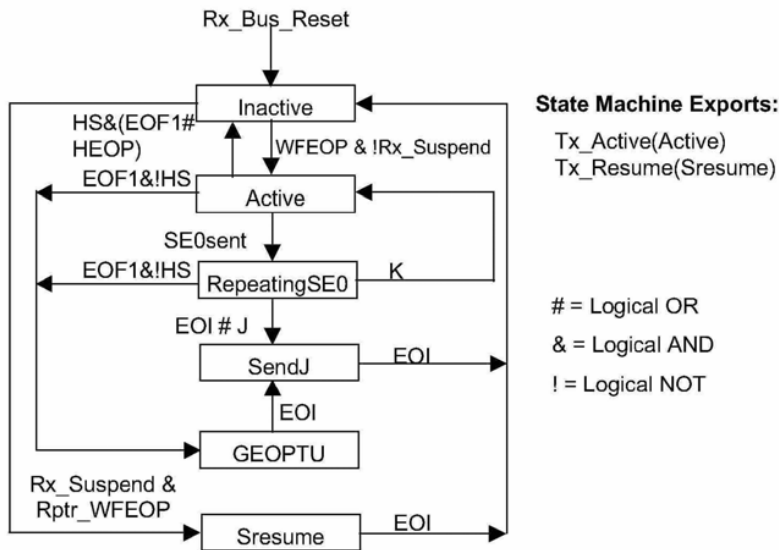 Rx_Bus_Reset
Inactive
HS&(EOF1#
HEOP)
WFEOP & !Rx_Suspend
EOF1&!HS
Active
SE0sent
EOF1&!HS
RepeatingSE0
K
EOI # J
SendJ
EOI
EOI
GEOPTU
Rx_Suspend &
Rptr_WFEOP
Sresume
EOI
State Machine Exports:
Tx_Active(Active)
Tx_Resume(Sresume)
# = Logical OR
& = Logical AND
! = Logical NOT